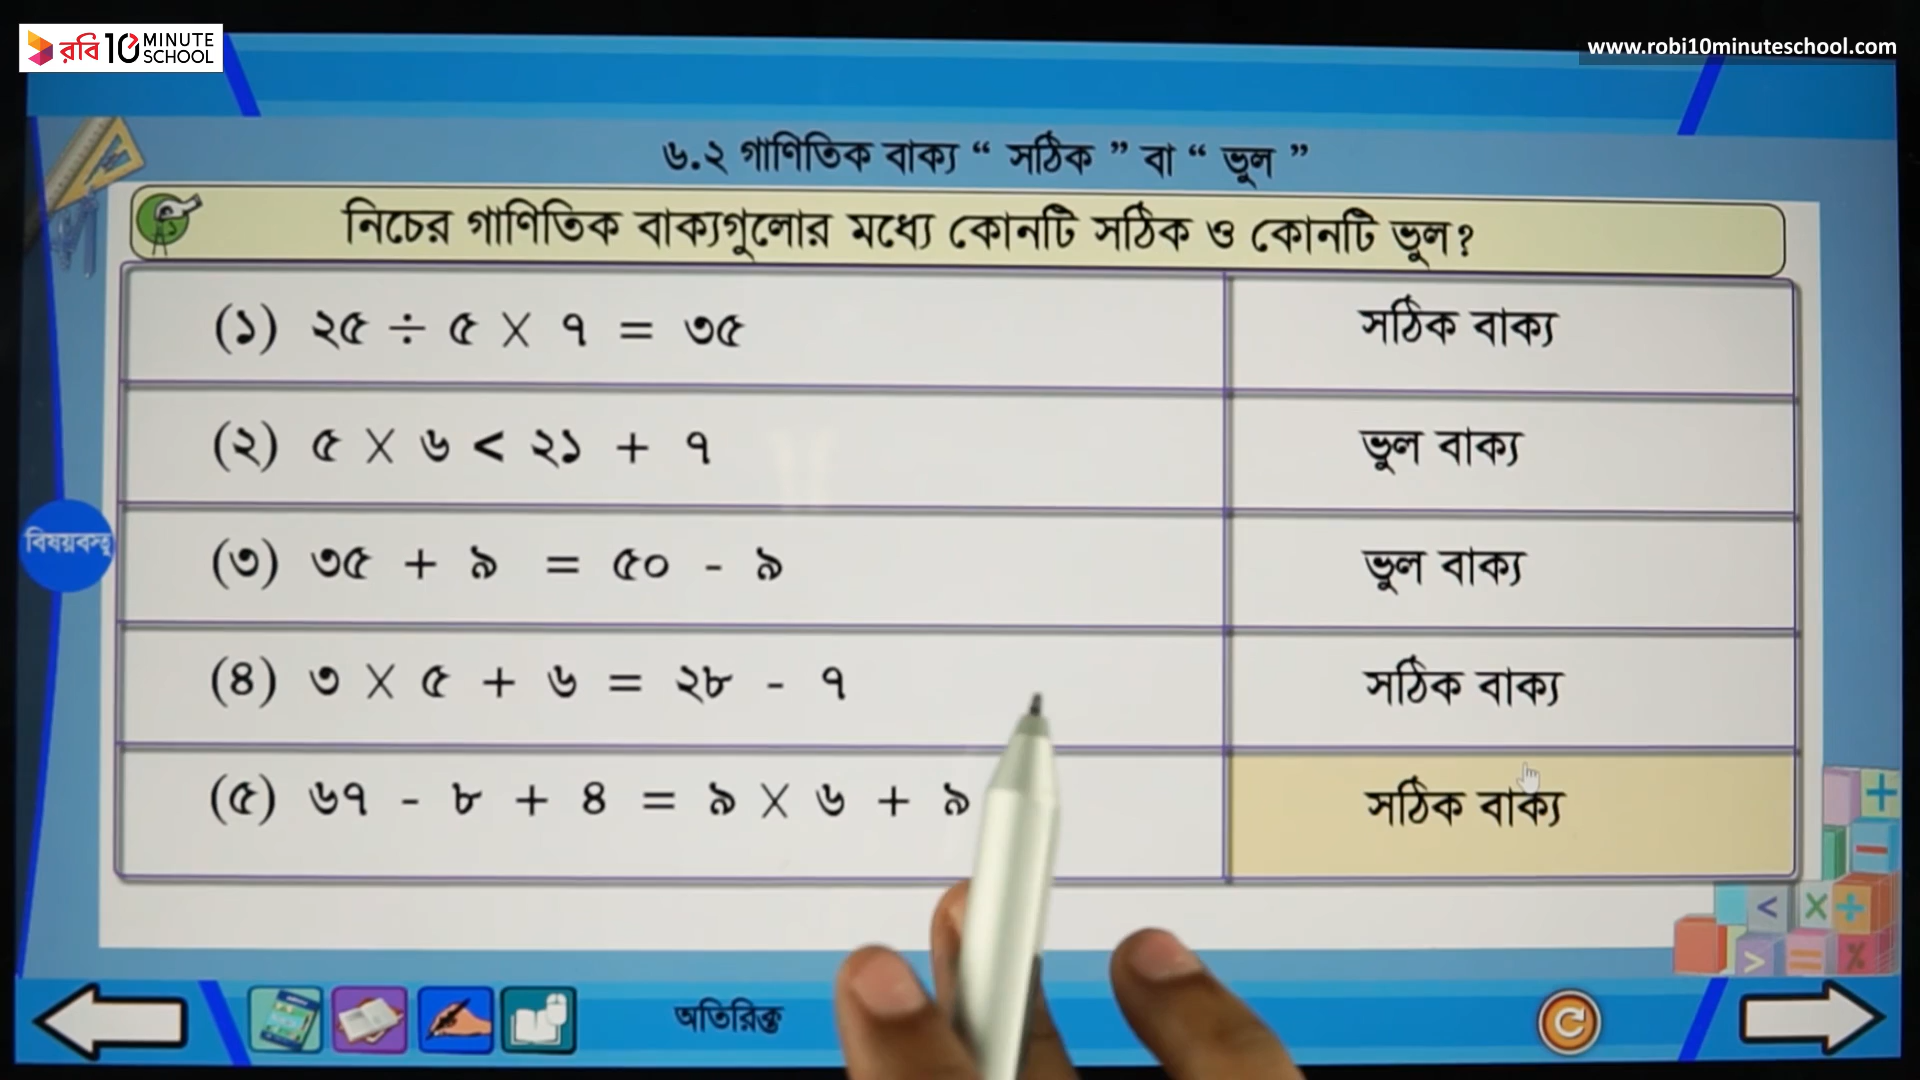 রবি 10 MINUTE SCHOOL
www.robi10minuteschool.com
৬.২ গাণিতিক বাক্য “ সঠিক ” বা “ ভুল ”
নিচের গাণিতিক বাক্যগুলোর মধ্যে কোনটি সঠিক ও কোনটি ভুল?
(১) ২৫ ÷ ৫ X ৭ = ৩৫ সঠিক বাক্য
(২) ৫ X ৬ < ২১ + ৭ ভুল বাক্য
বিষয়বস্তু
(৩) ৩৫ + ৯ = ৫০ - ৯ ভুল বাক্য
(৪) ৩ X ৫ + ৬ = ২৮ - ৭ সঠিক বাক্য
(৫) ৬৭ - ৮ + ৪ = ৯ X ৬ + ৯ সঠিক বাক্য
অতিরিক্ত